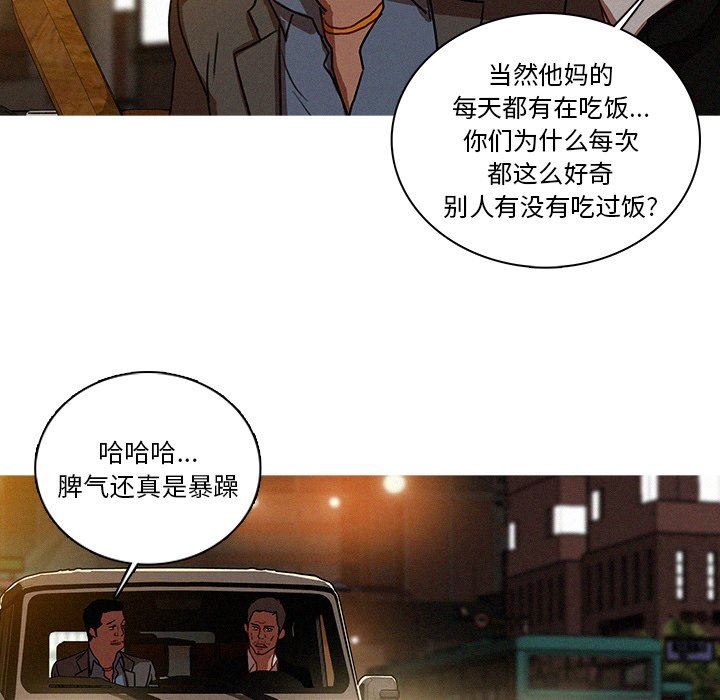 当然他妈的
每天都有在吃饭...
你们为什么每次
都这么好奇
别人有没有吃过饭?
哈哈哈...
脾气还真是暴躁